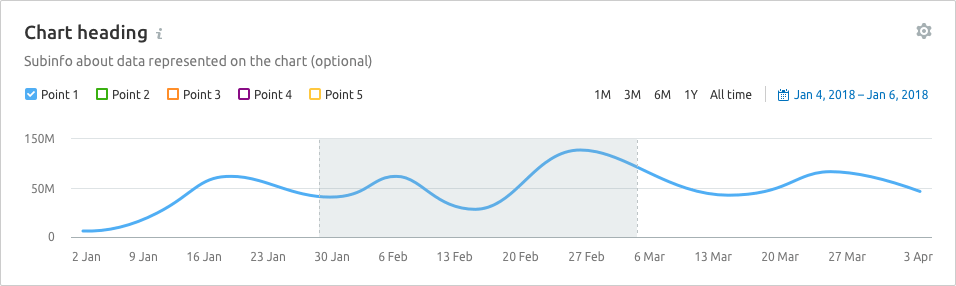 Chart heading i
Subinfo about data represented on the chart (optional)
Point 1 Point 2 Point 3 Point 4 Point 5 1M 3M 6M 1Y All time Jan 4, 2018 – Jan 6, 2018
150M
50M
0
2 Jan 9 Jan 16 Jan 23 Jan 30 Jan 6 Feb 13 Feb 20 Feb 27 Feb 6 Mar 13 Mar 20 Mar 27 Mar 3 Apr